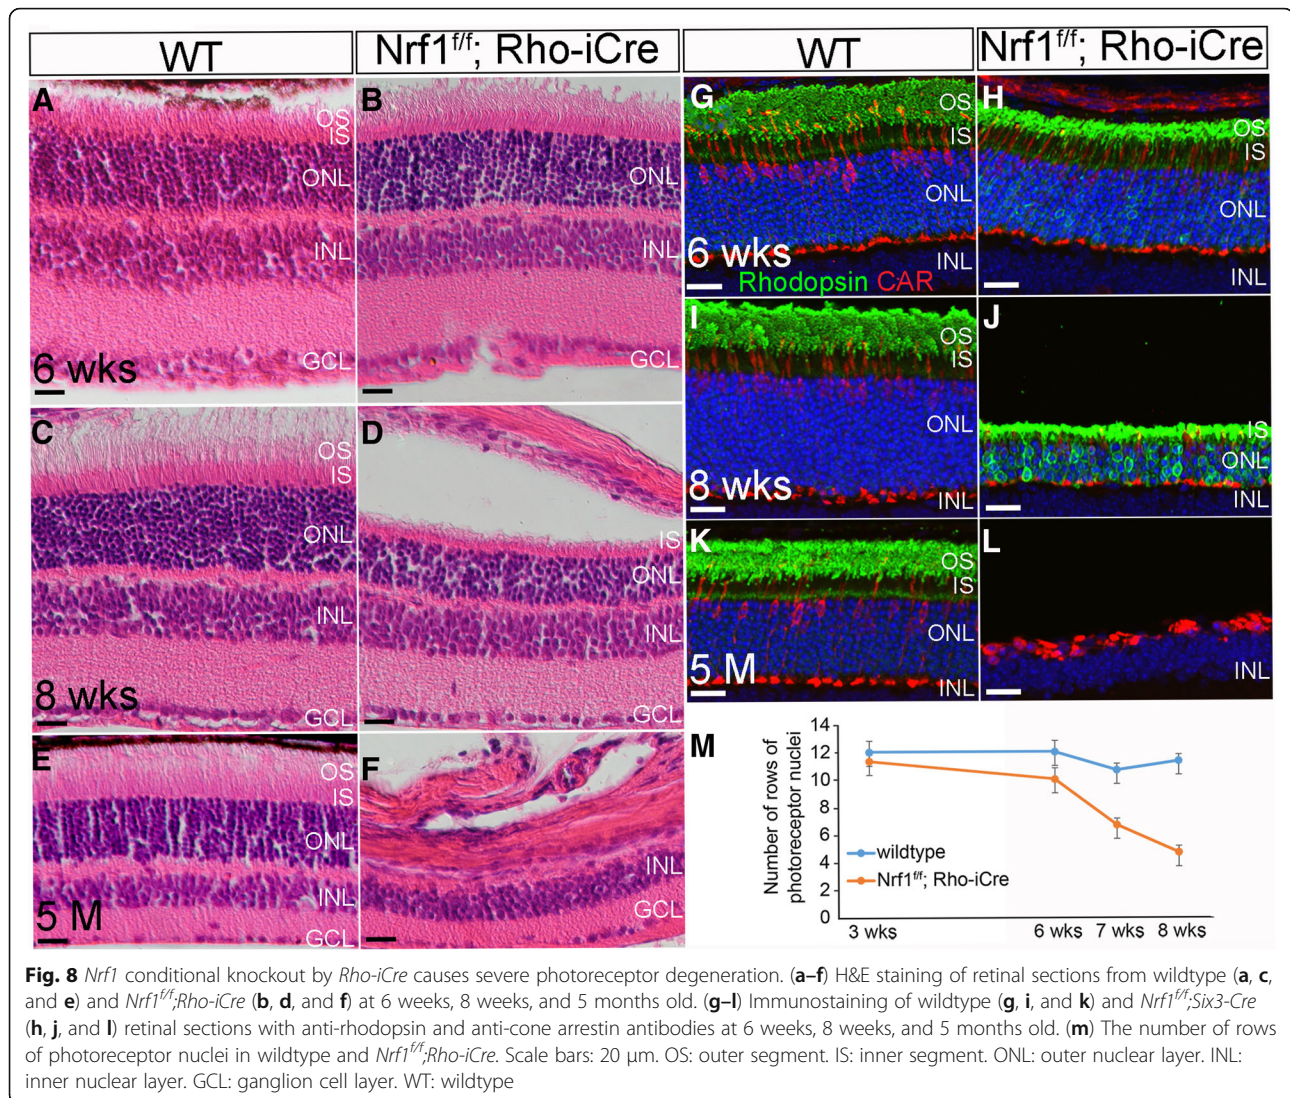 WT
Nrf1f/f; Rho-iCre
WT
Nrf1f/f; Rho-iCre
A
OS
IS
ONL
INL
GCL
6 wks
B
ONL
INL
GCL
C
OS
IS
ONL
INL
GCL
8 wks
D
IS
ONL
INL
GCL
E
OS
IS
ONL
INL
GCL
5 M
F
INL
GCL
G
OS
IS
ONL
INL
6 wks
Rhodopsin CAR
H
OS
IS
ONL
INL
I
OS
IS
ONL
INL
8 wks
J
IS
ONL
INL
K
OS
IS
ONL
INL
5 M
L
INL
M
Number of rows of
photoreceptor nuclei
14
12
10
8
6
4
2
0
wildtype
Nrf1f/f; Rho-iCre
3 wks 6 wks 7 wks 8 wks
Fig. 8 Nrf1 conditional knockout by Rho-iCre causes severe photoreceptor degeneration. (a–f) H&E staining of retinal sections from wildtype (a, c,
and e) and Nrf1f/f;Rho-iCre (b, d, and f) at 6 weeks, 8 weeks, and 5 months old. (g–l) Immunostaining of wildtype (g, i, and k) and Nrf1f/f;Six3-Cre
(h, j, and l) retinal sections with anti-rhodopsin and anti-cone arrestin antibodies at 6 weeks, 8 weeks, and 5 months old. (m) The number of rows
of photoreceptor nuclei in wildtype and Nrf1f/f;Rho-iCre. Scale bars: 20 μm. OS: outer segment. IS: inner segment. ONL: outer nuclear layer. INL:
inner nuclear layer. GCL: ganglion cell layer. WT: wildtype